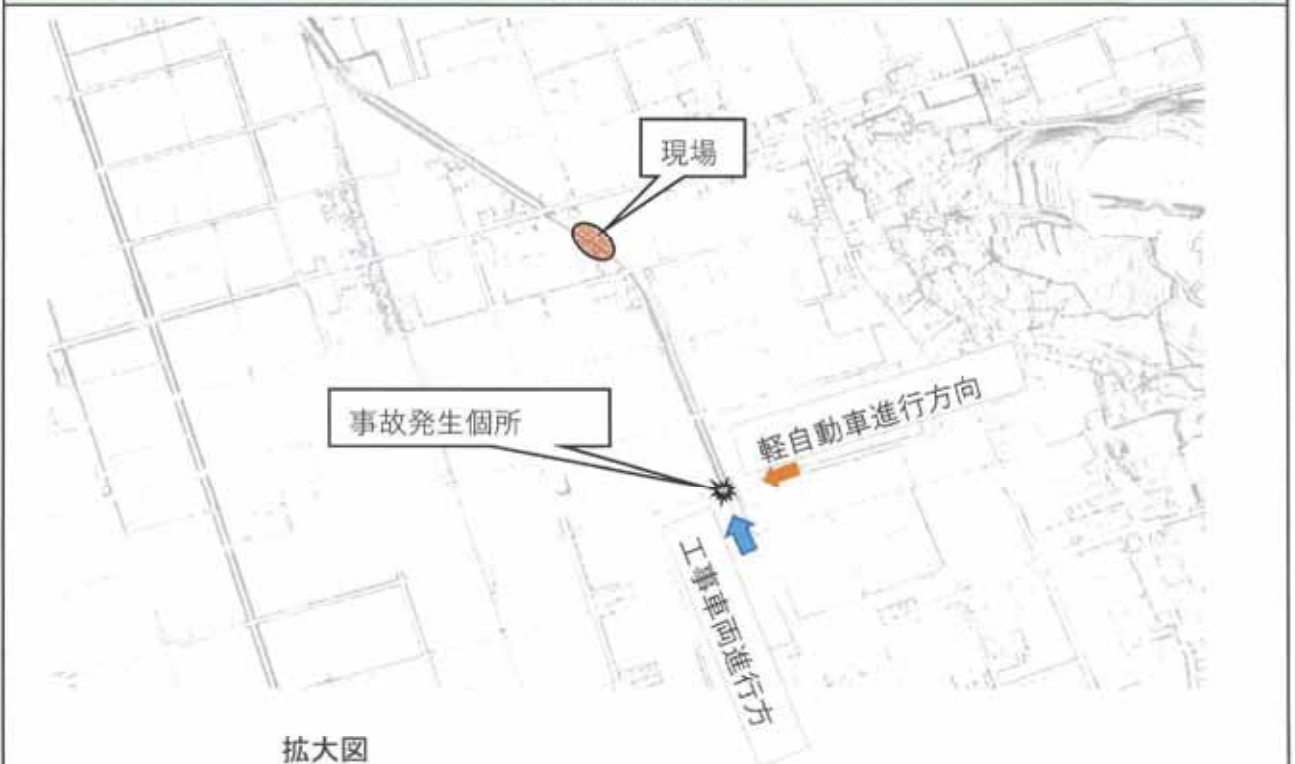 現場
事故発生個所
軽自動車進行方向
工事車両進行方
拡大図